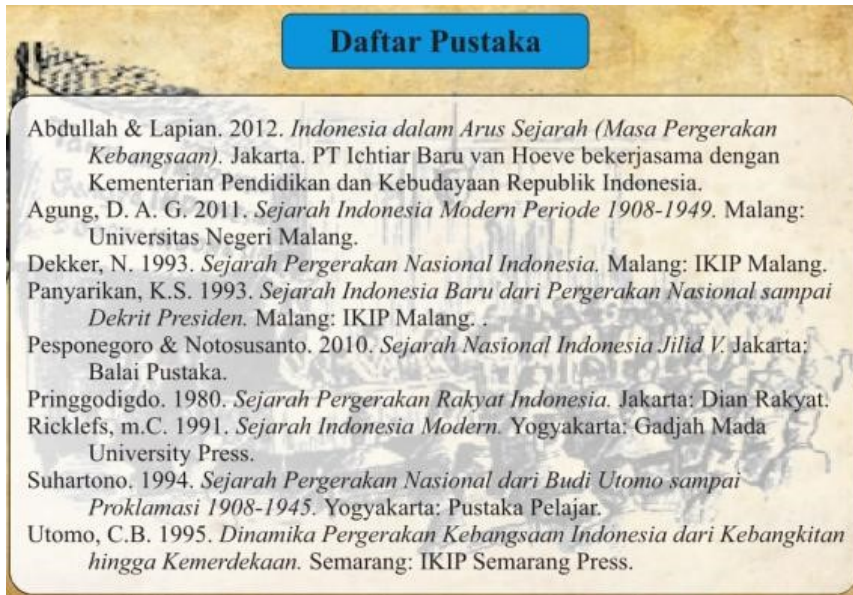 Daftar Pustaka
Abdullah & Lapian. 2012. Indonesia dalam Arus Sejarah (Masa Pergerakan
Kebangsaan). Jakarta. PT Ichtiar Baru van Hoeve bekerjasama dengan
Kementerian Pendidikan dan Kebudayaan Republik Indonesia.
Agung, D. A. G. 2011. Sejarah Indonesia Modern Periode 1908-1949. Malang:
Universitas Negeri Malang.
Dekker, N. 1993. Sejarah Pergerakan Nasional Indonesia. Malang: IKIP Malang.
Panyarikan, K.S. 1993. Sejarah Indonesia Baru dari Pergerakan Nasional sampai
Dekrit Presiden. Malang: IKIP Malang. .
Pesponegoro & Notosusanto. 2010. Sejarah Nasional Indonesia Jilid V. Jakarta:
Balai Pustaka.
Pringgodigdo. 1980. Sejarah Pergerakan Rakyat Indonesia. Jakarta: Dian Rakyat.
Ricklefs, m.C. 1991. Sejarah Indonesia Modern. Yogyakarta: Gadjah Mada
University Press.
Suhartono. 1994. Sejarah Pergerakan Nasional dari Budi Utomo sampai
Proklamasi 1908-1945. Yogyakarta: Pustaka Pelajar.
Utomo, C.B. 1995. Dinamika Pergerakan Kebangsaan Indonesia dari Kebangkitan
hingga Kemerdekaan. Semarang: IKIP Semarang Press.